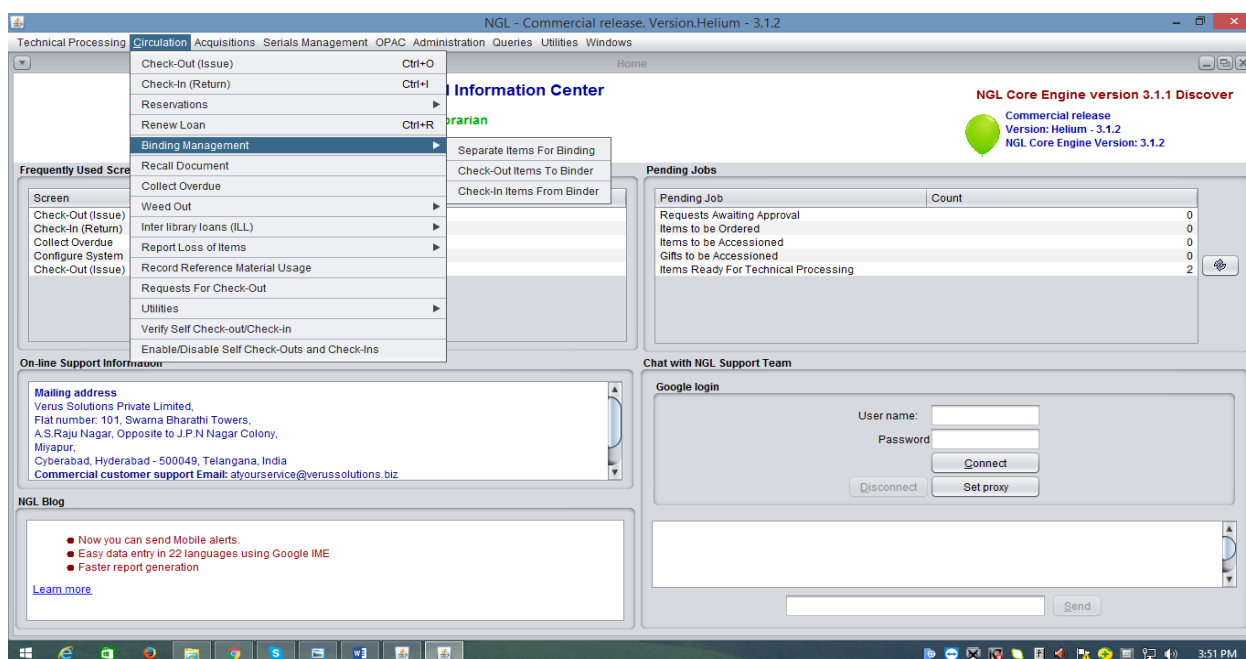 NGL - Commercial release. Version.Helium - 3.1.2
Technical Processing Circulation Acquisitions Serials Management OPAC Administration Queries Utilities Windows
Home
Check-Out (Issue) Ctrl+O
Check-In (Return) Ctrl+I
Reservations
Renew Loan Ctrl+R
Binding Management
Recall Document
Collect Overdue
Weed Out
Inter library loans (ILL)
Report Loss of Items
Record Reference Material Usage
Requests For Check-Out
Utilities
Verify Self Check-out/Check-in
Enable/Disable Self Check-Outs and Check-Ins
Separate Items For Binding
Check-Out Items To Binder
Check-In Items From Binder
Information Center
NGL Core Engine version 3.1.1 Discover
Commercial release
Version: Helium - 3.1.2
NGL Core Engine Version: 3.1.2
Frequently Used Scre
Screen
Check-Out (Issue)
Check-In (Return)
Collect Overdue
Configure System
Check-Out (Issue)
Pending Jobs
Pending Job Count
Requests Awaiting Approval 0
Items to be Ordered 0
Items to be Accessioned 0
Gifts to be Accessioned 0
Items Ready For Technical Processing 2
On-line Support Information
Mailing address
Verus Solutions Private Limited,
Flat number: 101, Swarna Bharathi Towers,
A.S.Raju Nagar, Opposite to J.P.N Nagar Colony,
Miyapur,
Cyberabad, Hyderabad - 500049, Telangana, India
Commercial customer support Email: atyourservice@verussolutions.biz
Chat with NGL Support Team
Google login
User name:
Password
Connect
Disconnect Set proxy
NGL Blog
Now you can send Mobile alerts.
Easy data entry in 22 languages using Google IME
Faster report generation
Learn more
Send
3:51 PM